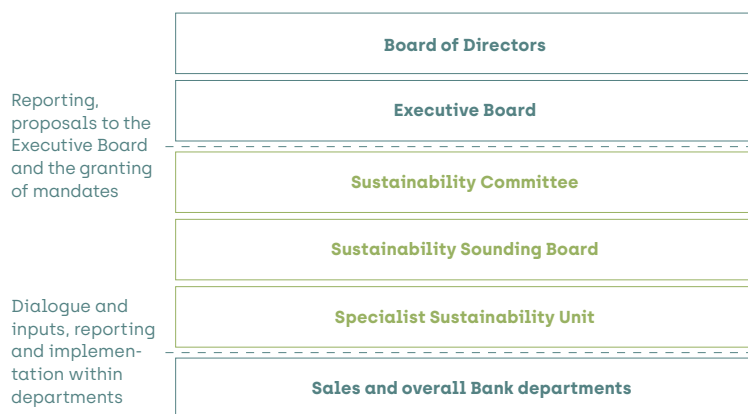 Board of Directors
Reporting,
proposals to the
Executive Board
and the granting
of mandates
Executive Board
Sustainability Committee
Sustainability Sounding Board
Dialogue and
inputs, reporting
and implemen-
tation within
departments
Specialist Sustainability Unit
Sales and overall Bank departments